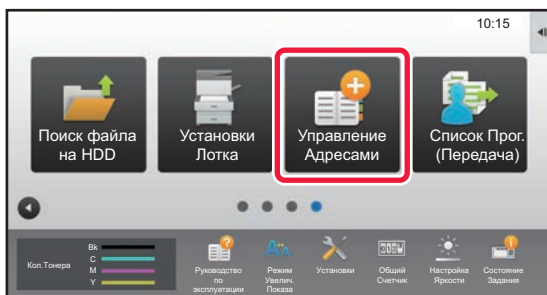 10:15
Поиск файла
на HDD
Установки
Лотка
Управление
Адресами
Список Прог.
(Передача)
Кол.Тонера
Bk
C
M
Y
Руководство
по
эксплуатации
Режим
Увелич.
Показа
Установки
Общий
Счетчик
Настройка
Яркости
Состояние
Задания